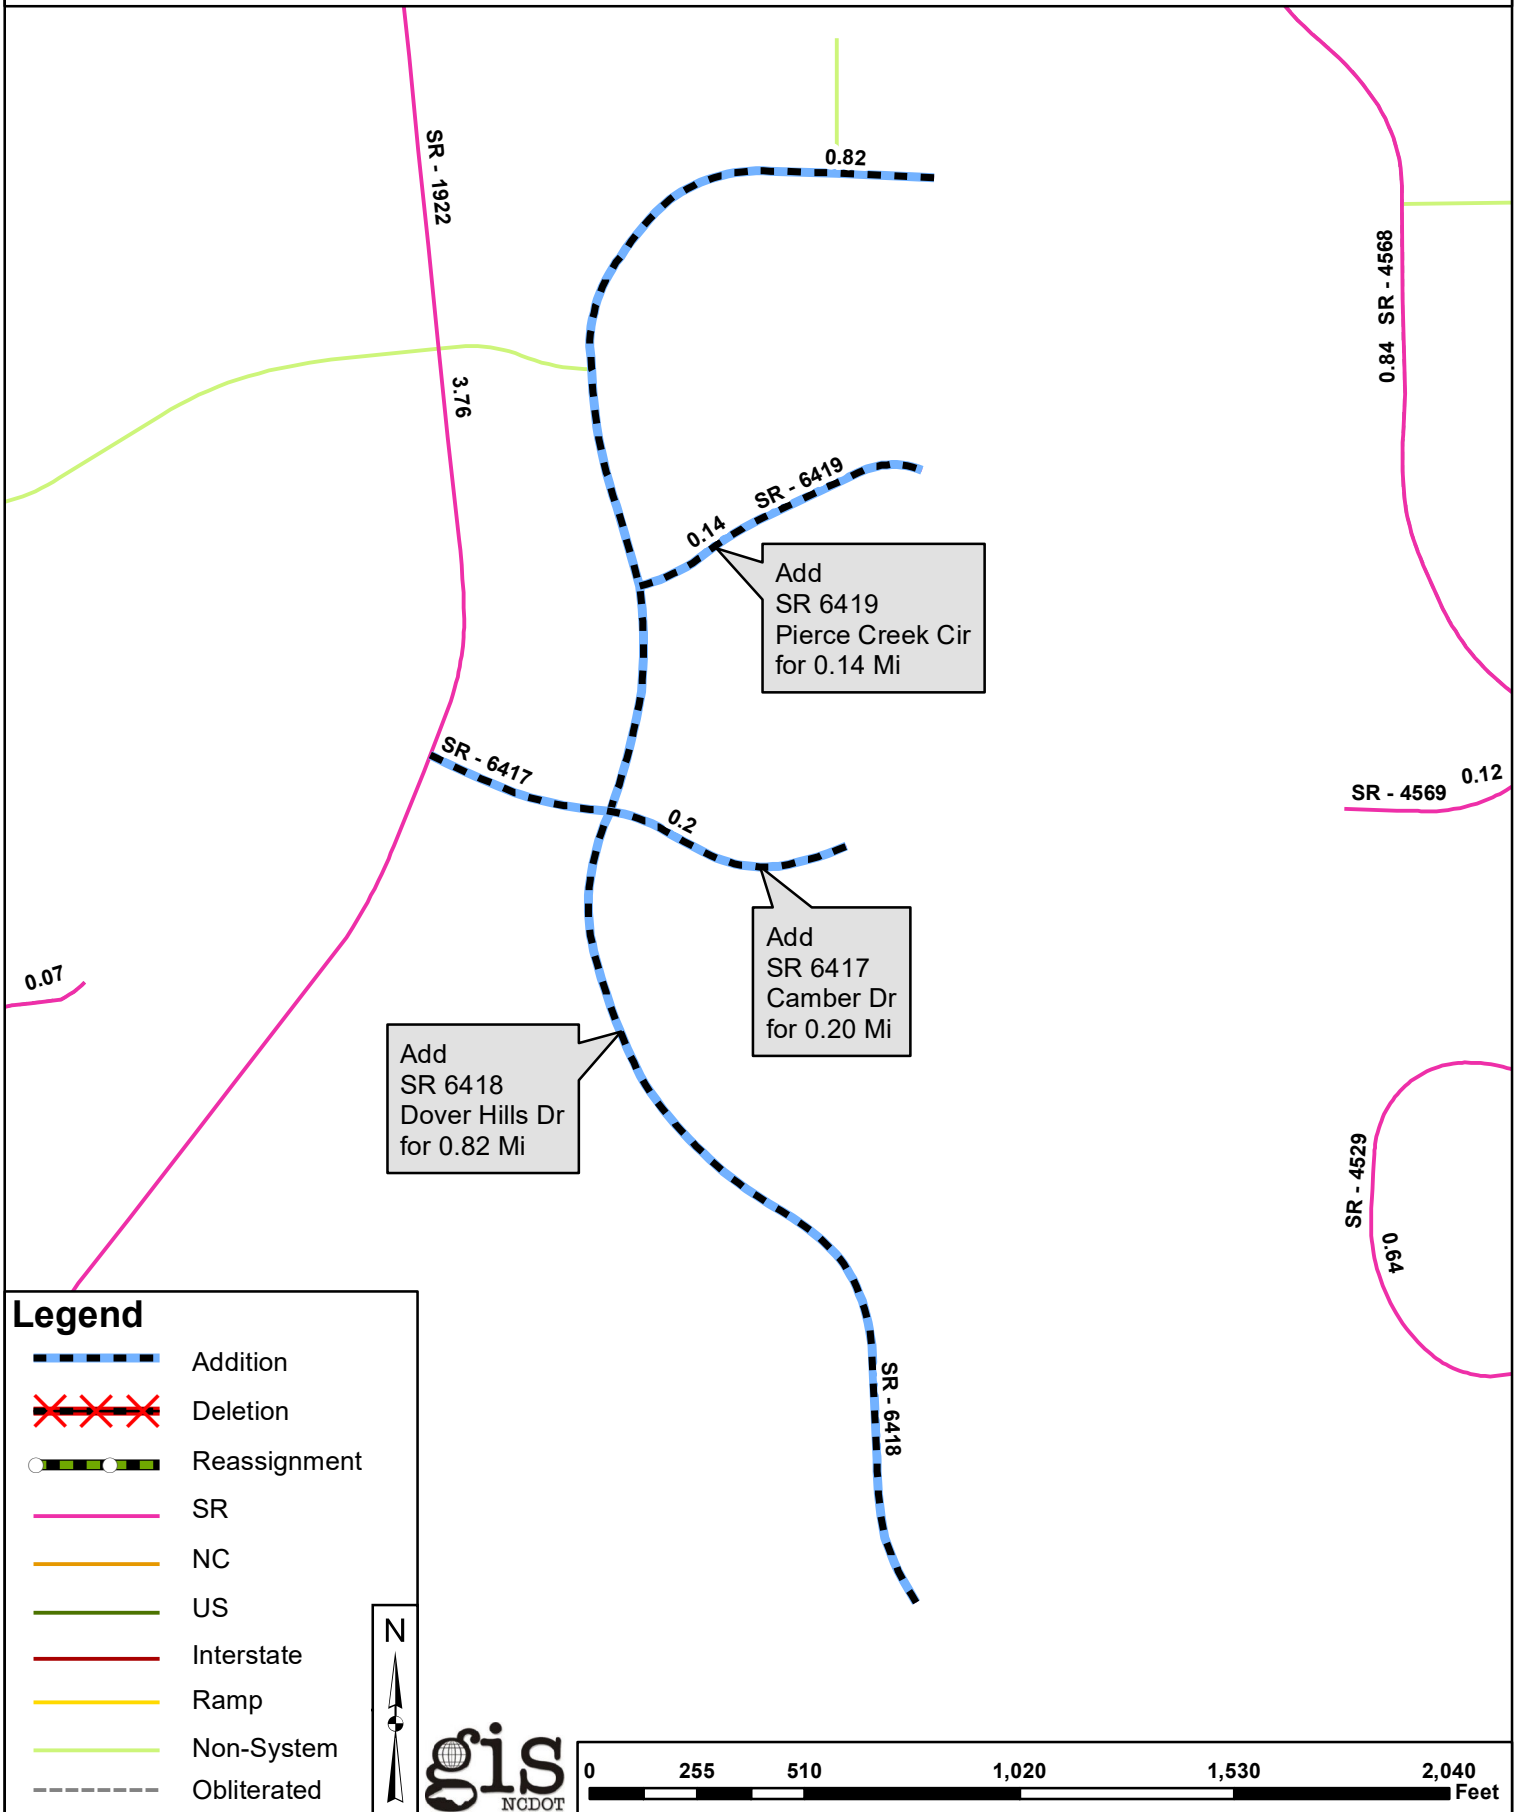 0.82
SR - 1922
SR - 4568
0.84
3.76
SR - 6419
0.14
Add
SR 6419
Pierce Creek Cir
for 0.14 Mi
SR - 6417
0.12
SR - 4569
0.2
Add
SR 6417
Camber Dr
for 0.20 Mi
0.07
Add
SR 6418
Dover Hills Dr
for 0.82 Mi
SR - 4529
0.64
SR - 6418
Legend
Addition
Deletion
Reassignment
SR
NC
US
Interstate
Ramp
Non-System
Obliterated
N
gis
NCDOT
0 255 510 1,020 1,530 2,040
Feet